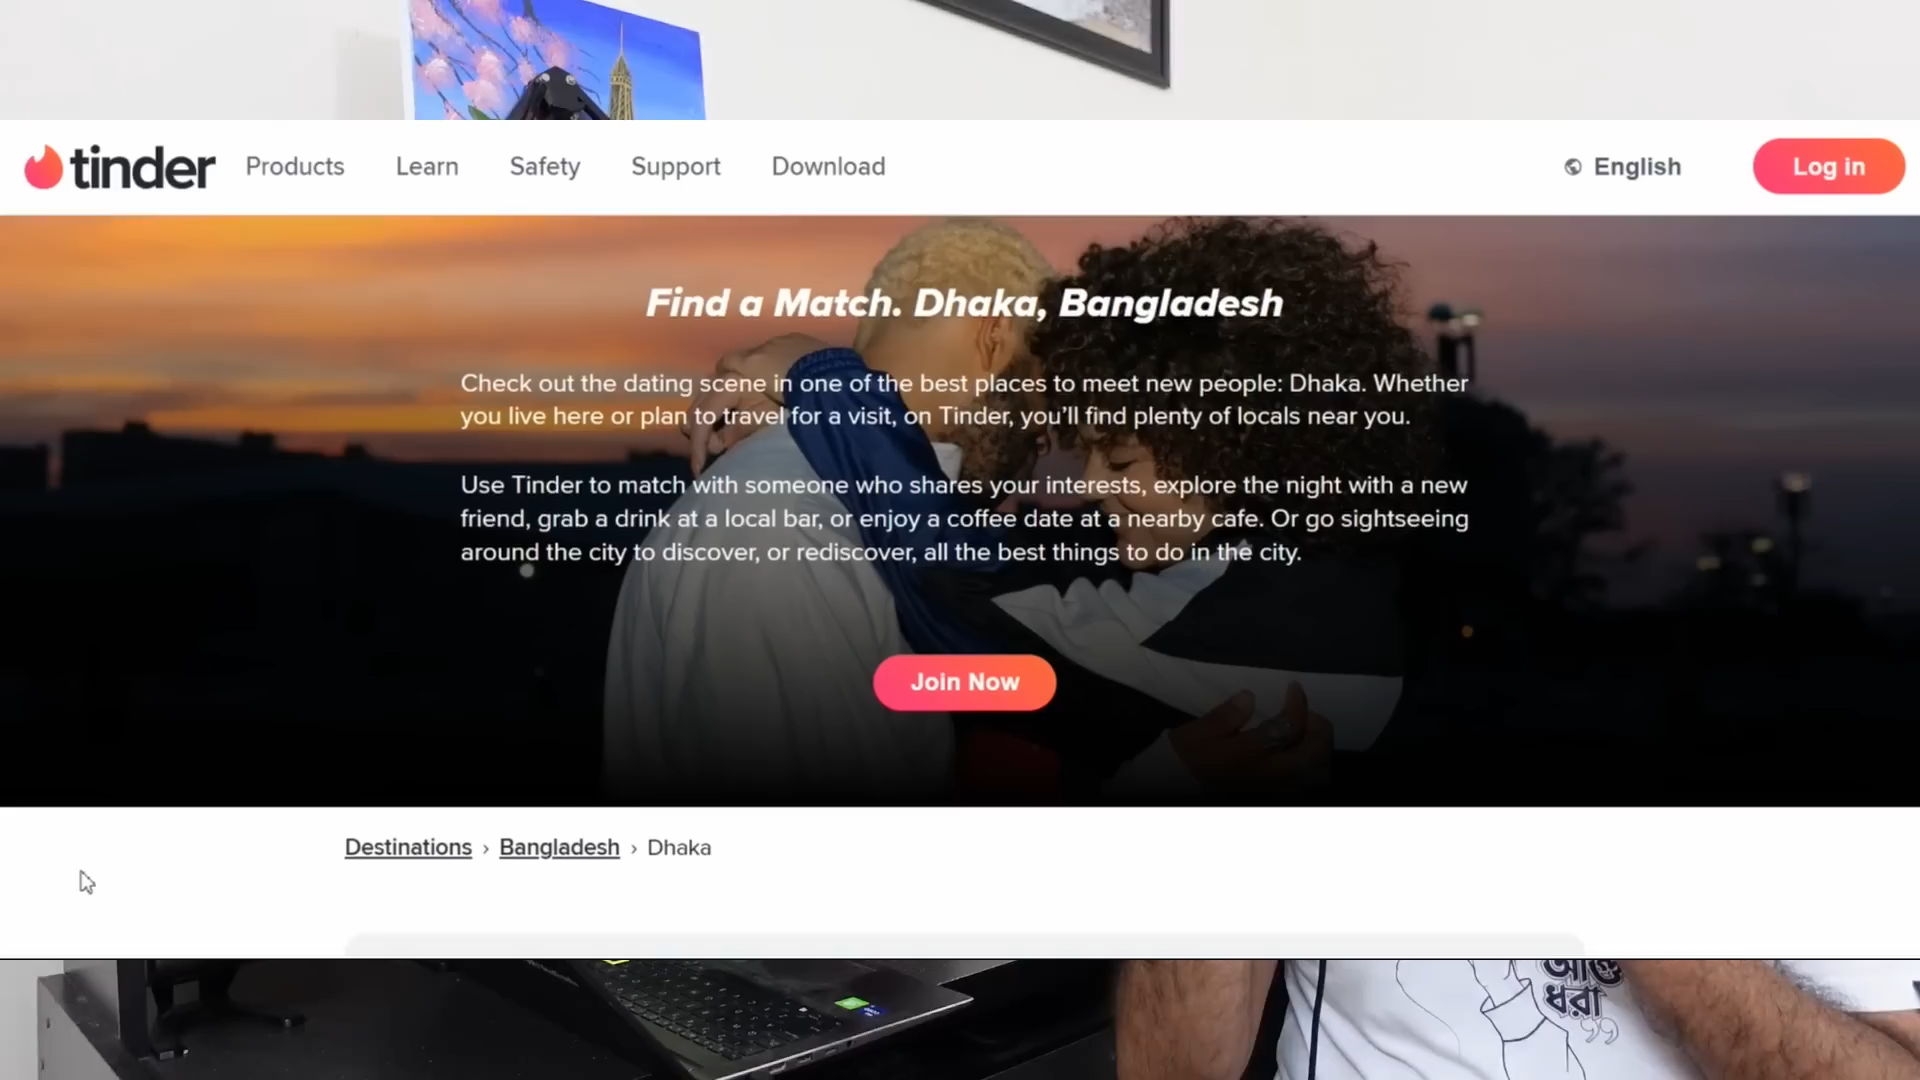 tinder
Products
Learn
Safety
Support
Download
English
Log in
Find a Match. Dhaka, Bangladesh
Check out the dating scene in one of the best places to meet new people: Dhaka. Whether
you live here or plan to travel for a visit, on Tinder, you’ll find plenty of locals near you.
Use Tinder to match with someone who shares your interests, explore the night with a new
friend, grab a drink at a local bar, or enjoy a coffee date at a nearby cafe. Or go sightseeing
around the city to discover, or rediscover, all the best things to do in the city.
Join Now
Destinations › Bangladesh › Dhaka
ধরা